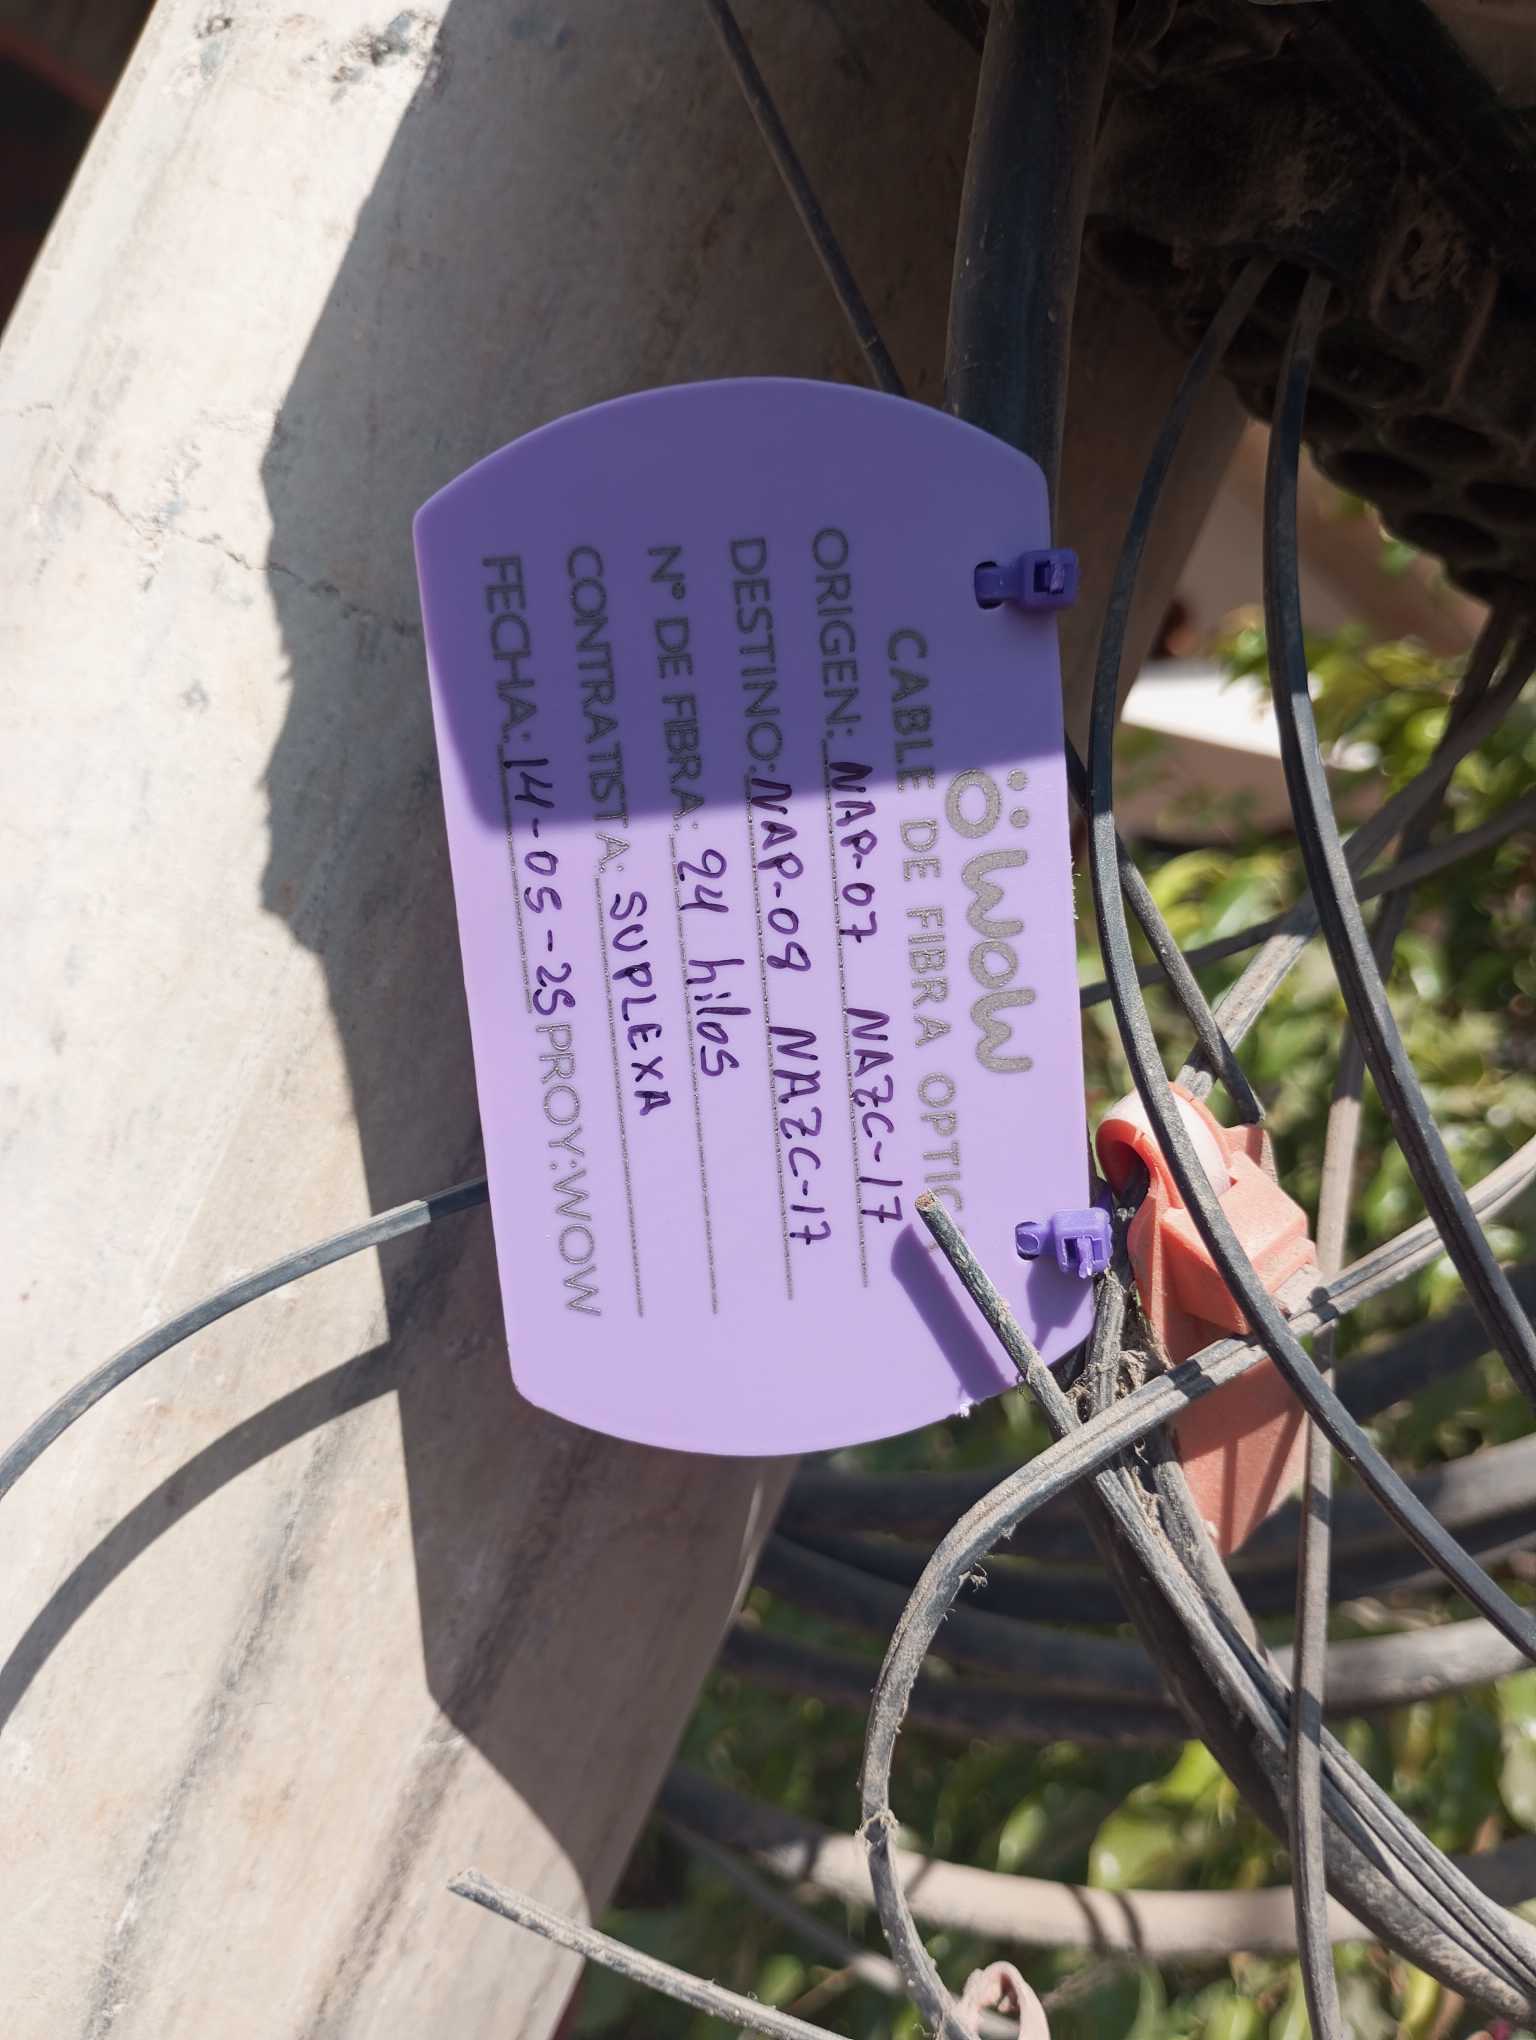 wow
CABLE DE FIBRA OPTIC
ORIGEN: NAP-07 NAZC-17
DESTINO: NAP-08 NAZC-17
N° DE FIBRA: 24 hilos
CONTRATISTA: SUPLEXA
FECHA: 14-05-25 PROY: WOW